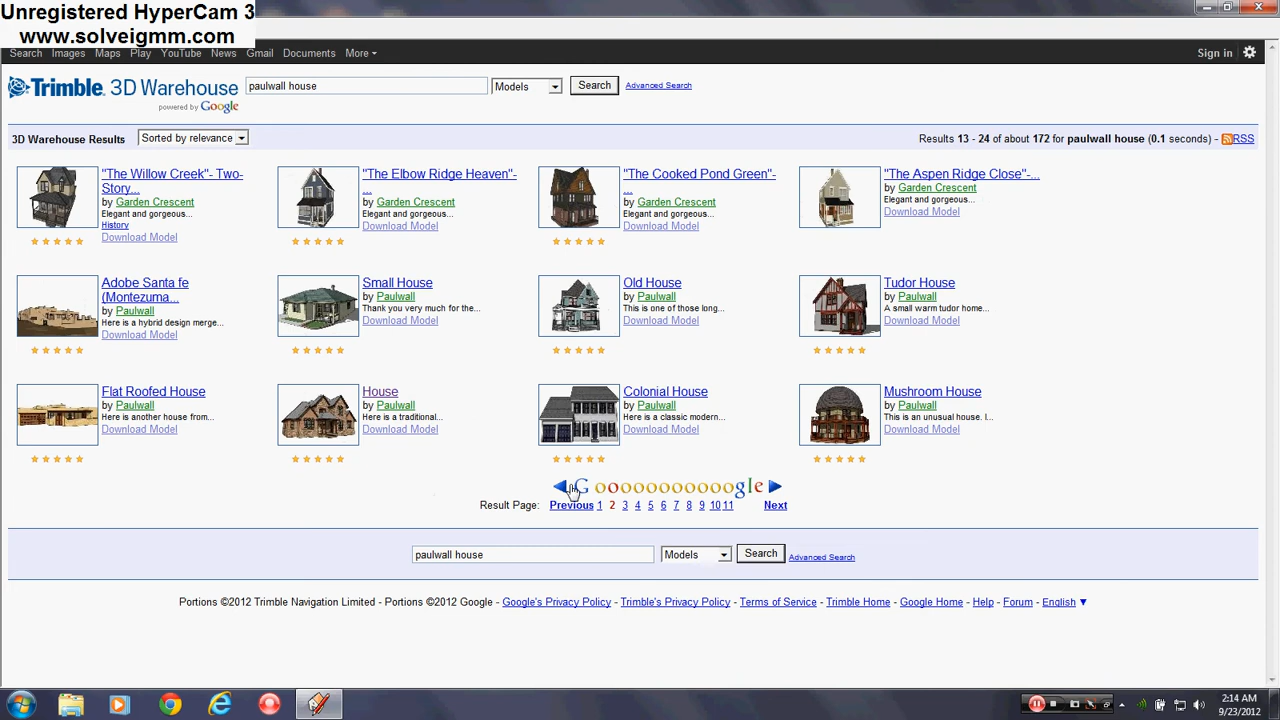 Unregistered HyperCam 3
www.solveigmm.com
Search Images Maps Play YouTube News Gmail Documents More Sign in
Trimble. 3D Warehouse paulwall house Models Search Advanced Search
powered by Google
3D Warehouse Results Sorted by relevance Results 13 - 24 of about 172 for paulwall house (0.1 seconds) - RSS
"The Willow Creek"- Two-
Story...
by Garden Crescent
Elegant and gorgeous...
History
Download Model
"The Elbow Ridge Heaven"-
...
by Garden Crescent
Elegant and gorgeous...
Download Model
"The Cooked Pond Green"-
...
by Garden Crescent
Elegant and gorgeous...
Download Model
"The Aspen Ridge Close"-...
by Garden Crescent
Elegant and gorgeous...
Download Model
Adobe Santa fe
(Montezuma...
by Paulwall
Here is a hybrid design merge...
Download Model
Small House
by Paulwall
Thank you very much for the...
Download Model
Old House
by Paulwall
This is one of those long...
Download Model
Tudor House
by Paulwall
A small warm tudor home...
Download Model
Flat Roofed House
by Paulwall
Here is another house from...
Download Model
House
by Paulwall
Here is a traditional...
Download Model
Colonial House
by Paulwall
Here is a classic modern...
Download Model
Mushroom House
by Paulwall
This is an unusual house. I...
Download Model
Gooooooooooogle
Result Page: Previous 1 2 3 4 5 6 7 8 9 10 11 Next
paulwall house Models Search Advanced Search
Portions ©2012 Trimble Navigation Limited - Portions ©2012 Google - Google's Privacy Policy - Trimble's Privacy Policy - Terms of Service - Trimble Home - Google Home - Help - Forum - English ▼
2:14 AM
9/23/2012